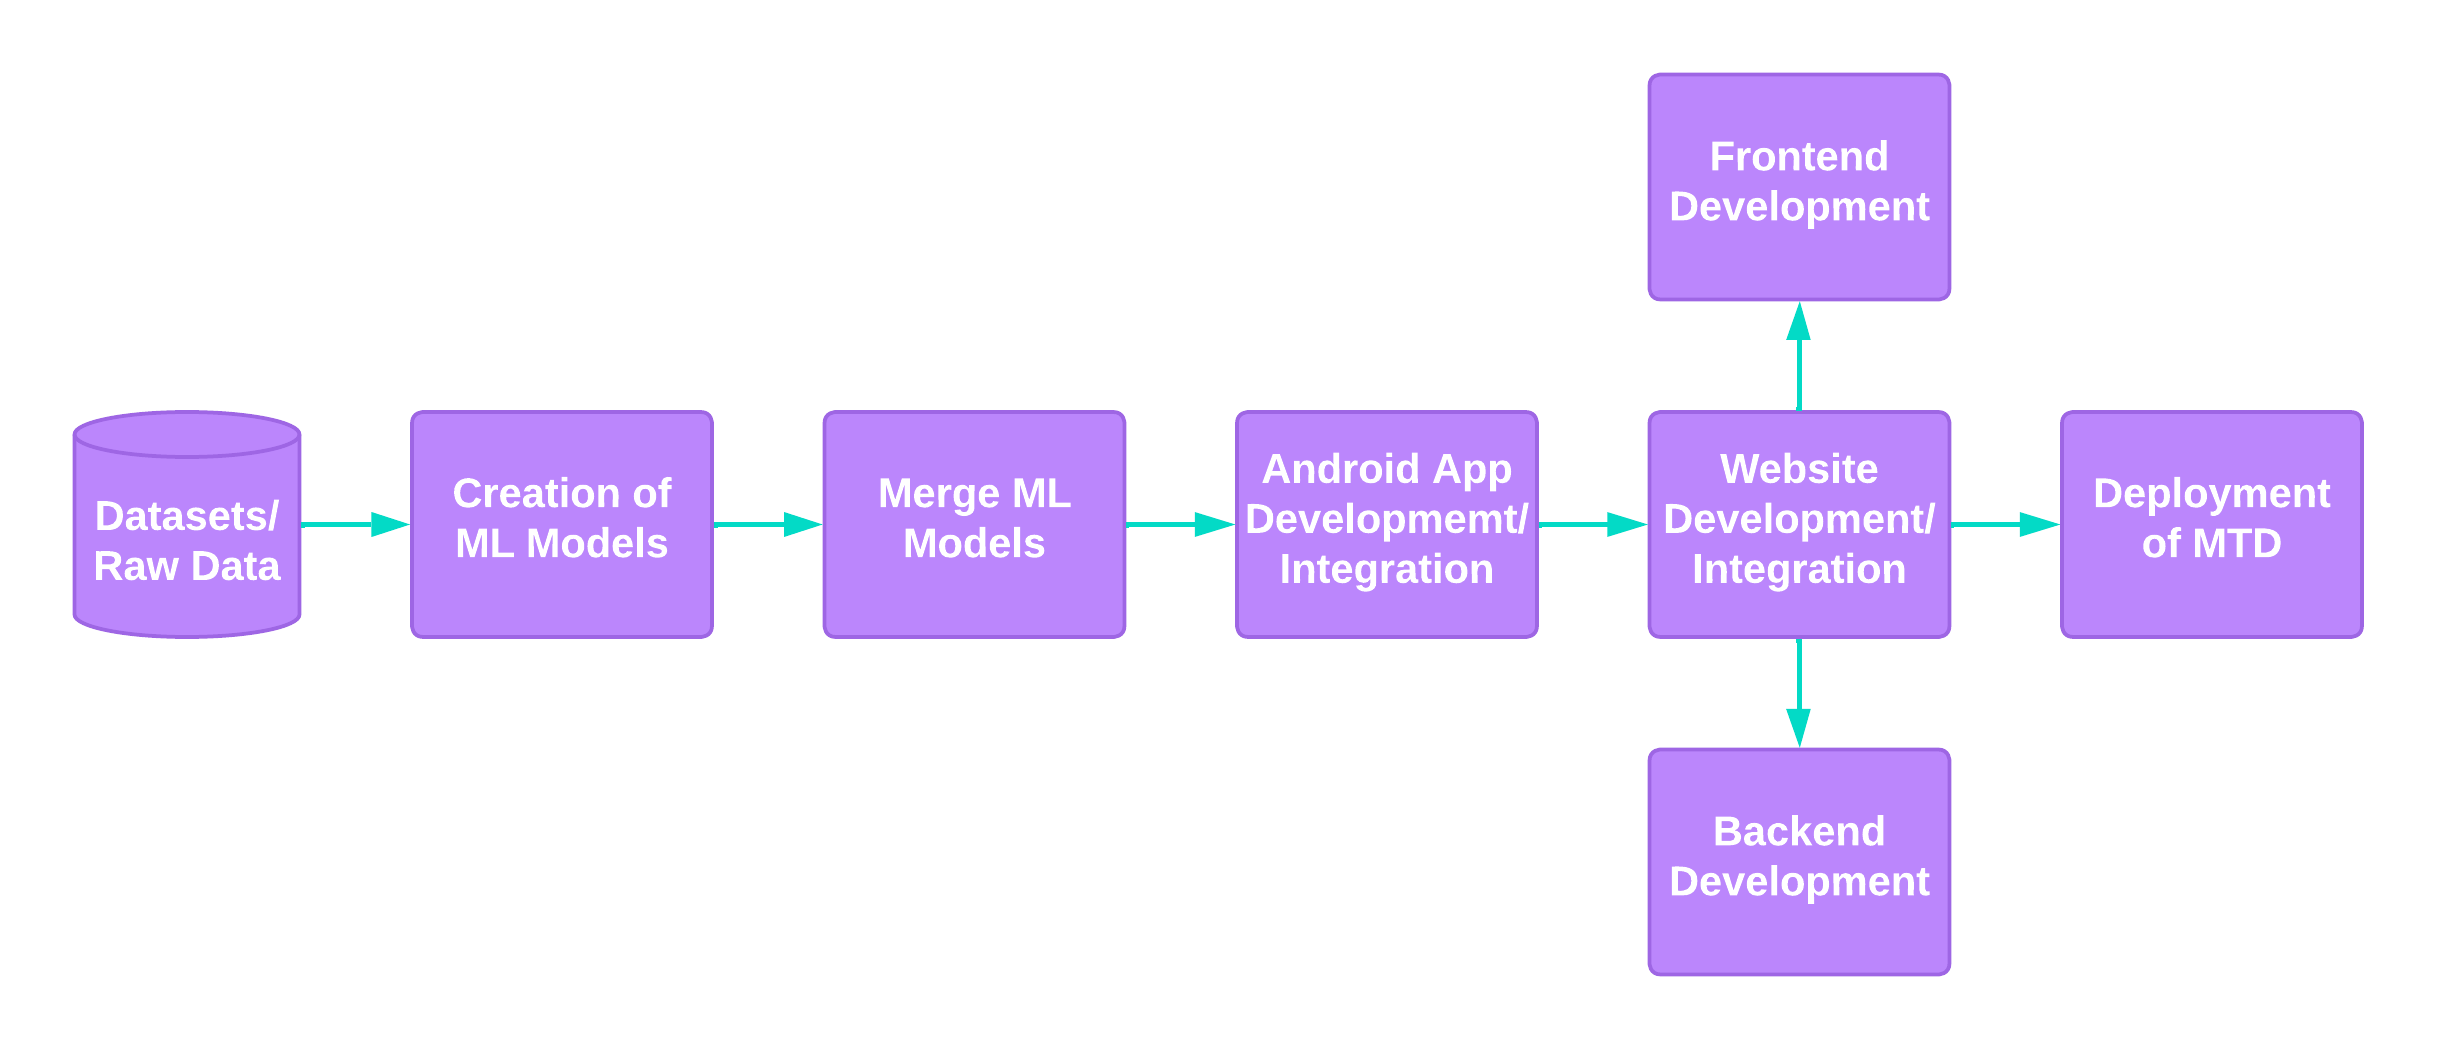 Frontend
Development
Datasets/
Raw Data
Creation of
ML Models
Merge ML
Models
Android App
Developmemt/
Integration
Website
Development/
Integration
Deployment
of MTD
Backend
Development